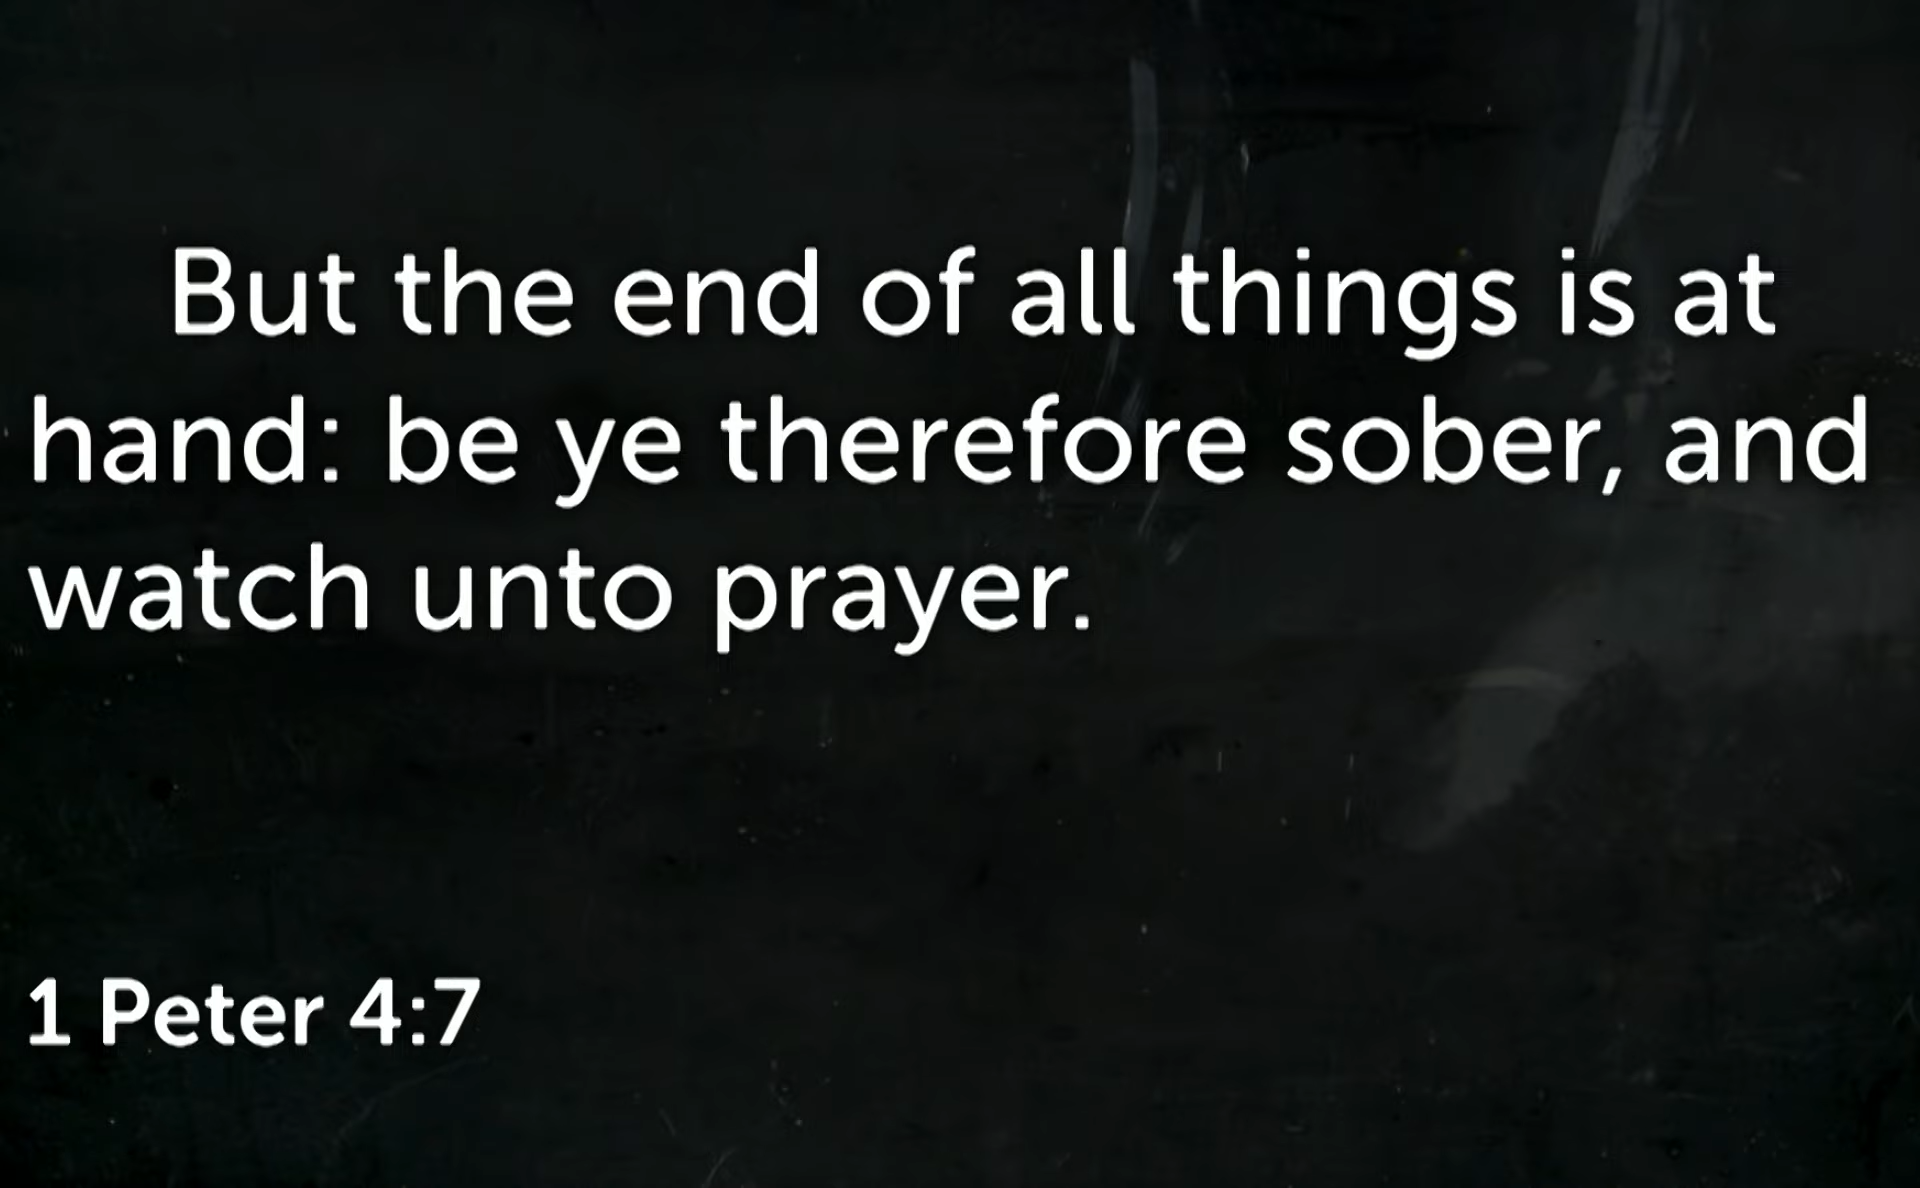 But the end of all things is at
hand: be ye therefore sober, and
watch unto prayer.
1 Peter 4:7